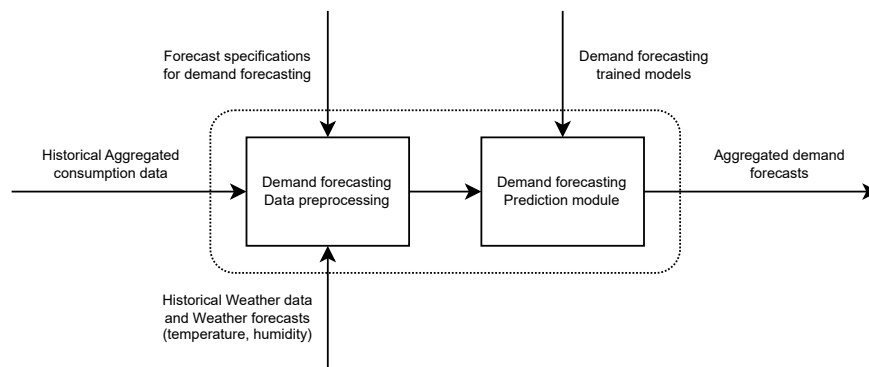 Forecast specifications
for demand forecasting
Demand forecasting
trained models
Historical Aggregated
consumption data
Demand forecasting
Data preprocessing
Demand forecasting
Prediction module
Aggregated demand
forecasts
Historical Weather data
and Weather forecasts
(temperature, humidity)